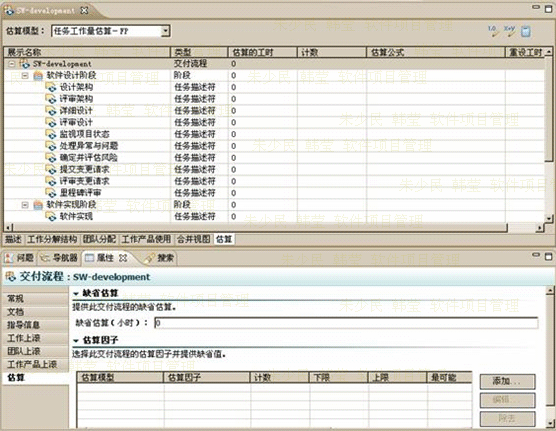 SW-development
估算模型： 任务工作量估算－FP
展示名称 类型 估算的工时 计数 估算公式 重设工时
SW-development 交付流程 0
软件设计阶段 阶段 0
设计架构 任务描述符 0
评审架构 任务描述符 0
详细设计 任务描述符 0
评审设计 任务描述符 0
监视项目状态 任务描述符 0
处理异常与问题 任务描述符 0
确定并评估风险 任务描述符 0
提交变更请求 任务描述符 0
评审变更请求 任务描述符 0
里程碑评审 任务描述符 0
软件实现阶段 阶段 0
软件实现 任务描述符 0
描述 工作分解结构 团队分配 工作产品使用 合并视图 估算
问题 导航器 属性 搜索
交付流程：SW-development
常规
文档
指导信息
工作上滚
团队上滚
工作产品上滚
估算
缺省估算
提供此交付流程的缺省估算。
缺省估算（小时）： 0
估算因子
选择此交付流程的估算因子并提供缺省值。
估算模型 估算因子 计数 下限 上限 是可能
添加...
编辑...
除去
朱少民 韩莹 软件项目管理